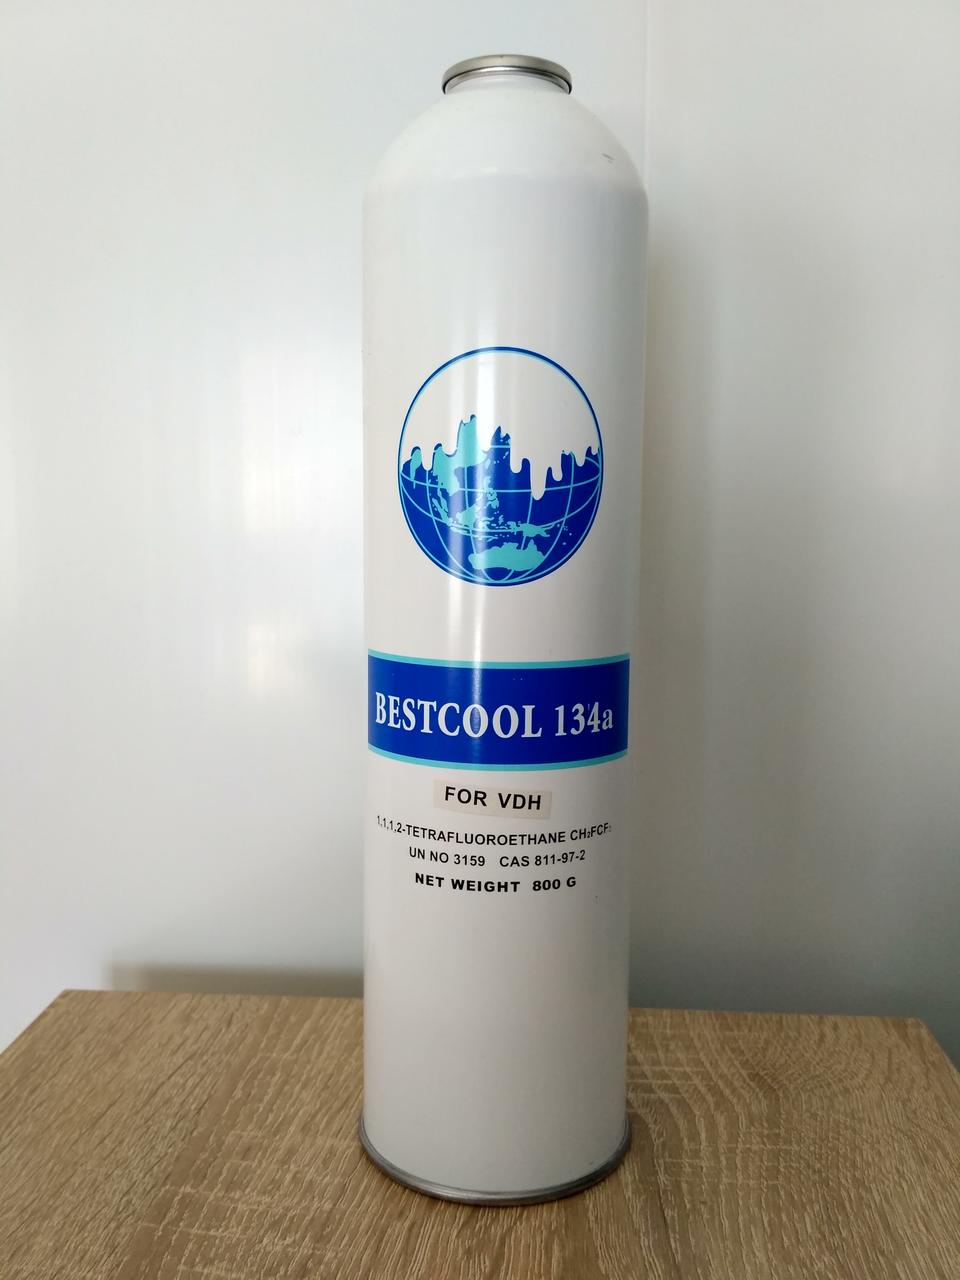 BESTCOOL 134a
FOR VDH
1,1,1,2-TETRAFLUOROETHANE CH₂FCF₃
UN NO 3159 CAS 811-97-2
NET WEIGHT 800 G